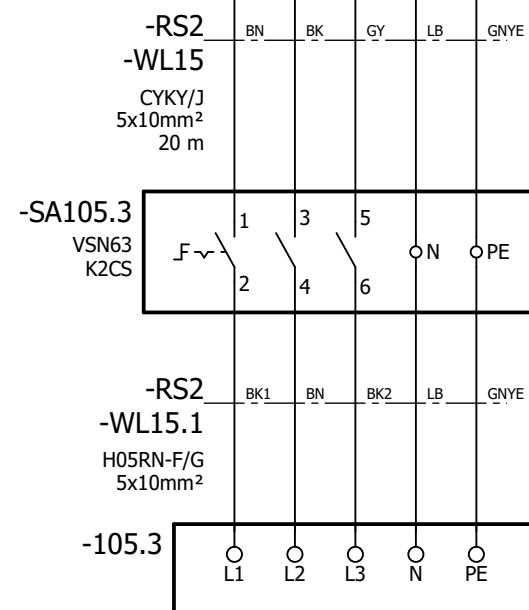 -RS2
BN BK GY LB GNYE
-WL15
CYKY/J
5x10mm²
20 m
-SA105.3
1 3 5
VSN63
K2CS
N PE
2 4 6
-RS2
BK1 BN BK2 LB GNYE
-WL15.1
H05RN-F/G
5x10mm²
-105.3
L1 L2 L3 N PE